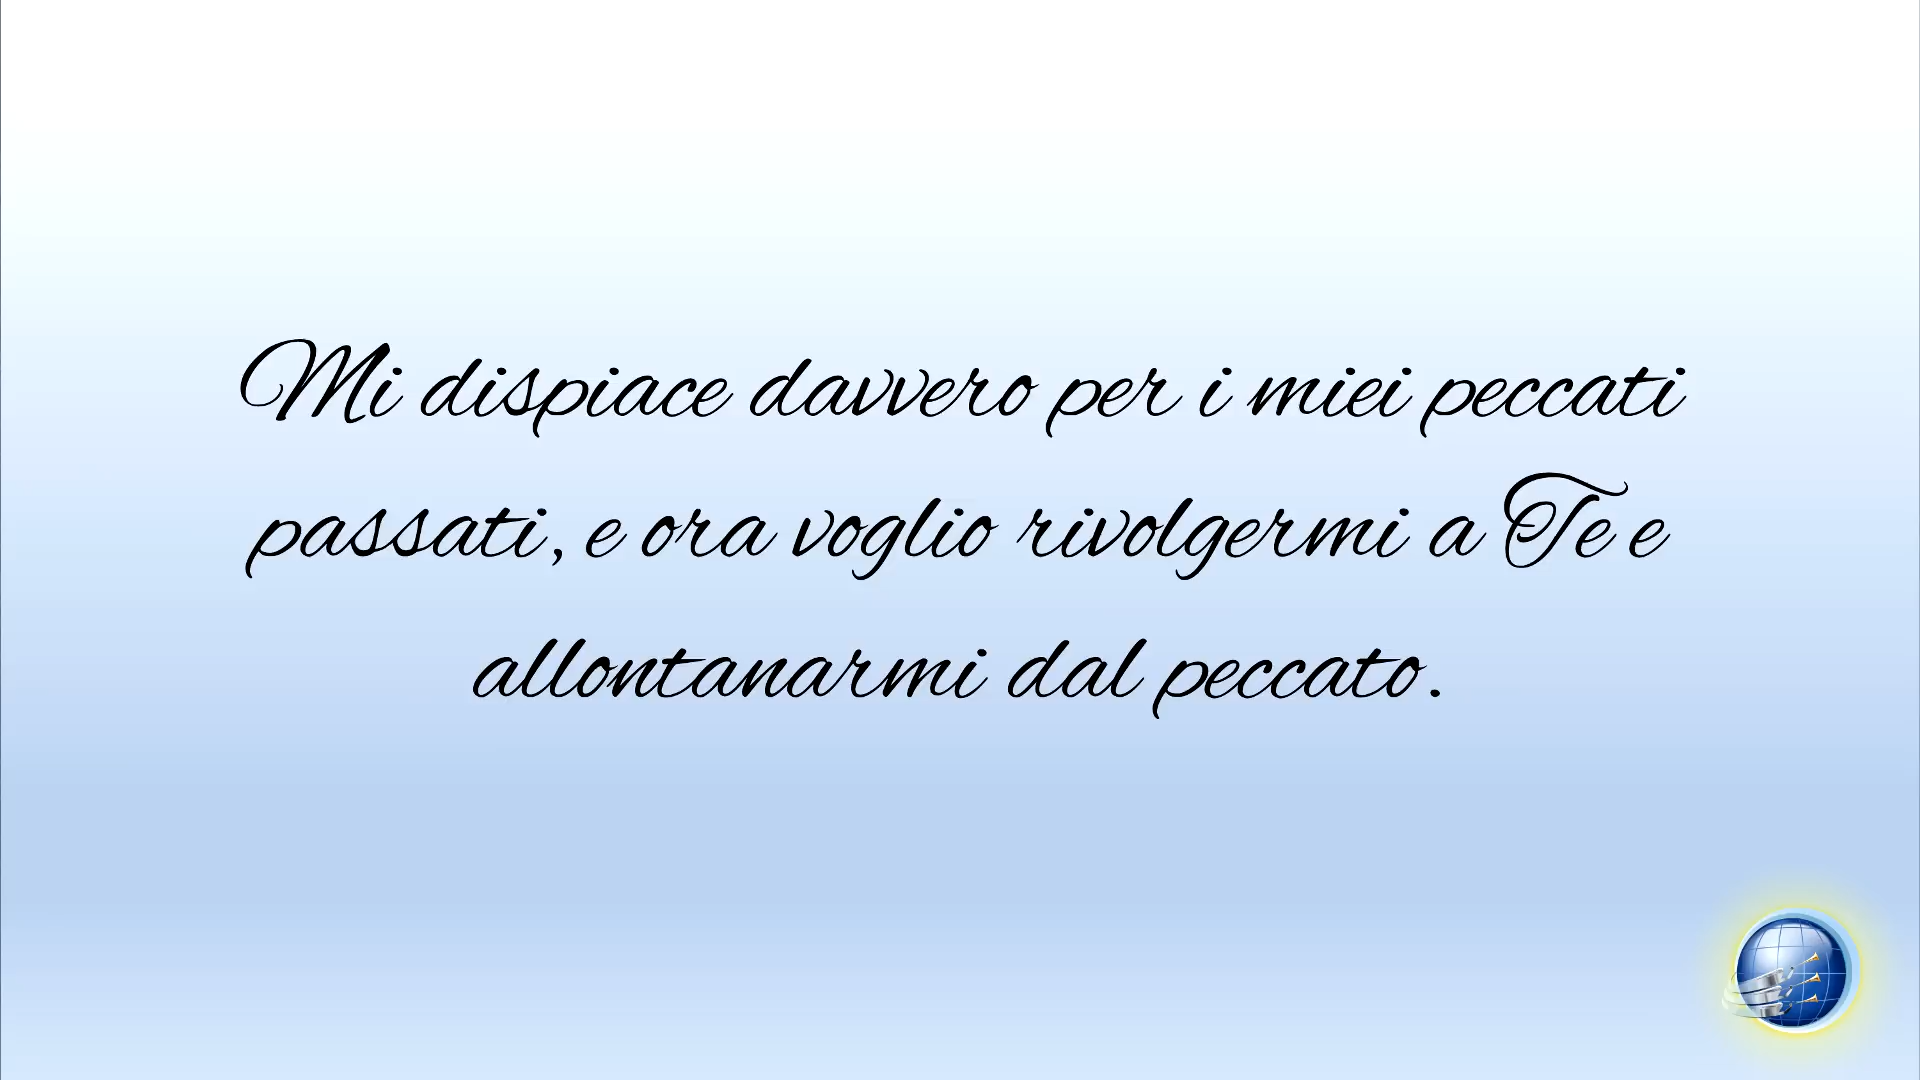 Mi dispiace davvero per i miei peccati
passati, e ora voglio rivolgermi a Te e
allontanarmi dal peccato.